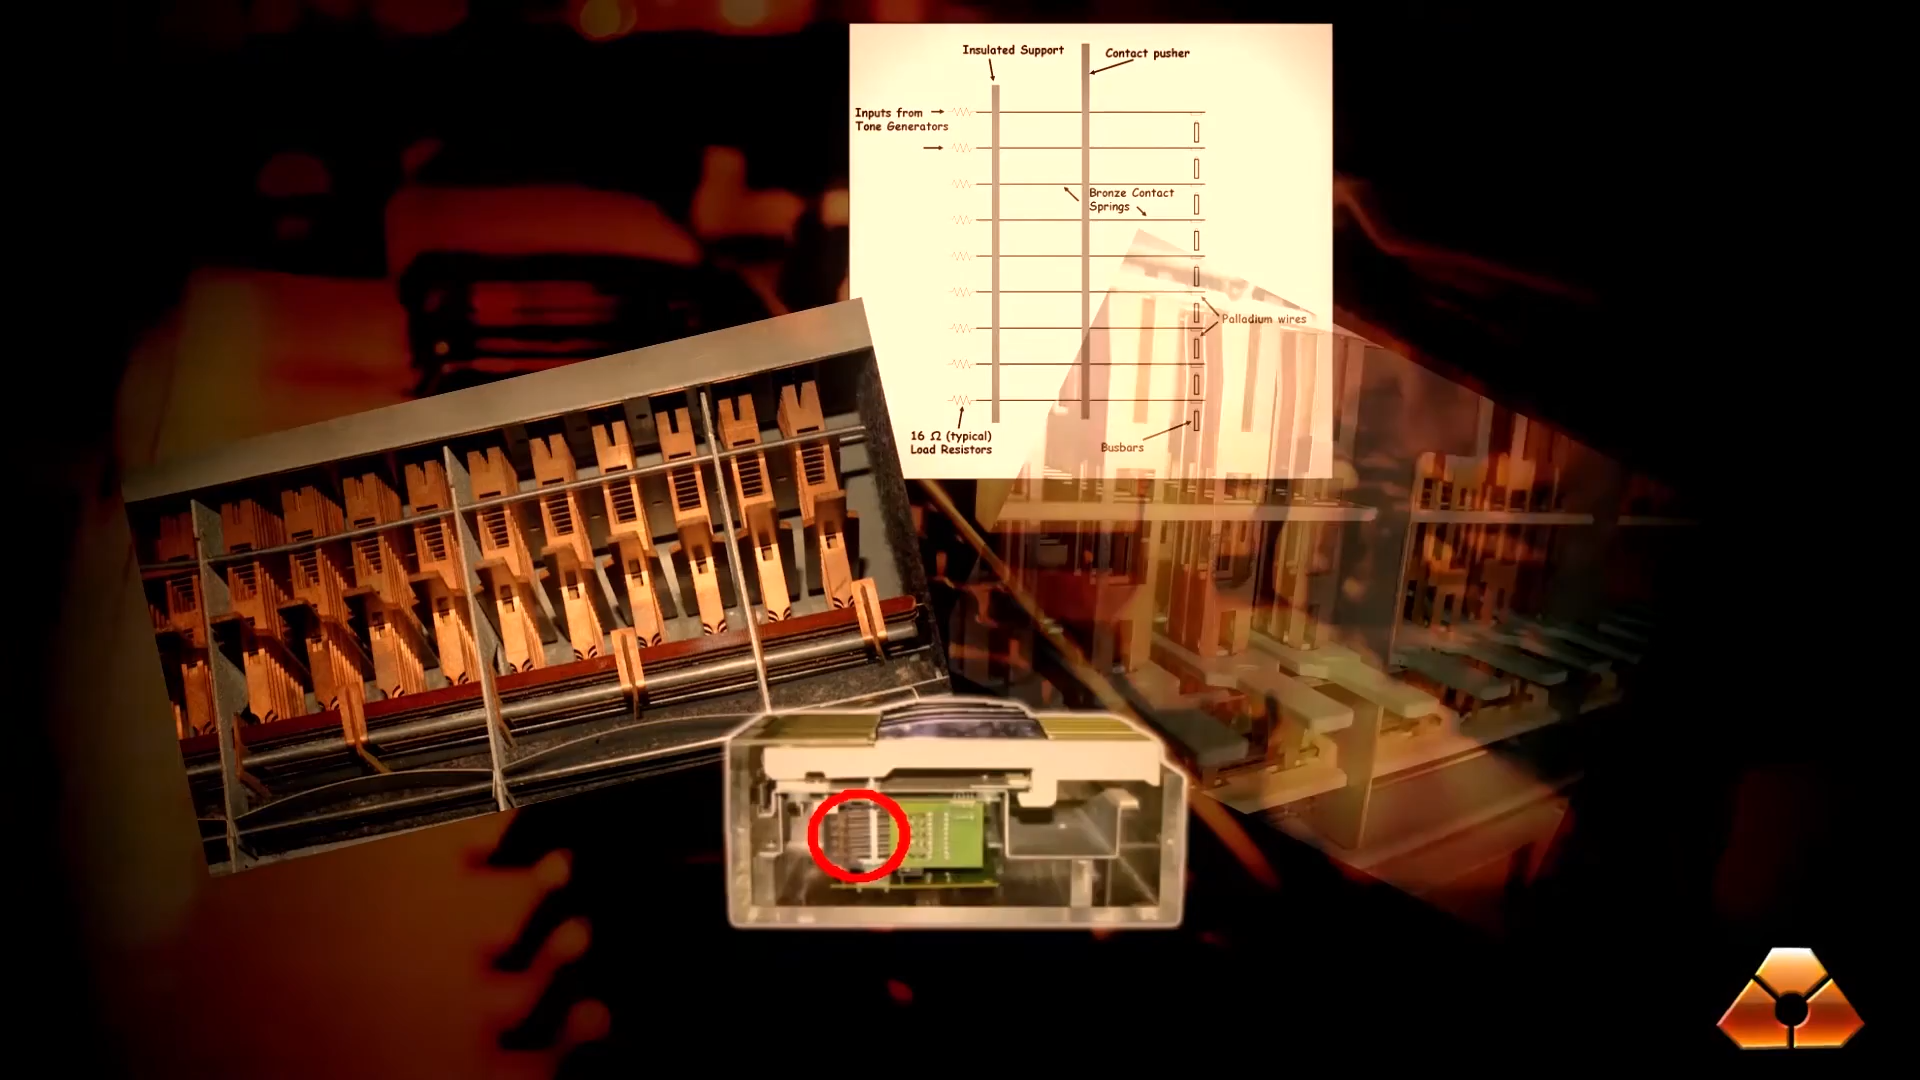 Insulated Support
Contact pusher
Inputs from
Tone Generators
Bronze Contact
Springs
Palladium wires
16 Ω (typical)
Load Resistors
Busbars